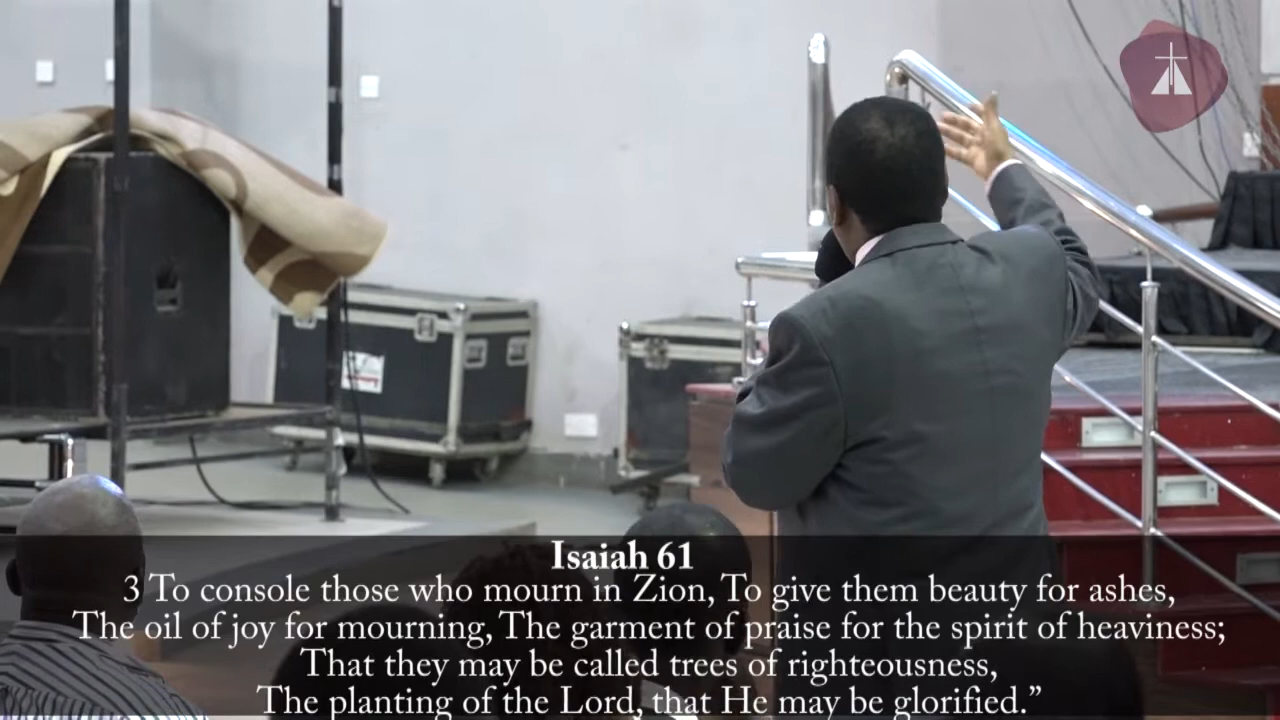 Isaiah 61
3 To console those who mourn in Zion, To give them beauty for ashes,
The oil of joy for mourning, The garment of praise for the spirit of heaviness;
That they may be called trees of righteousness,
The planting of the Lord, that He may be glorified.”